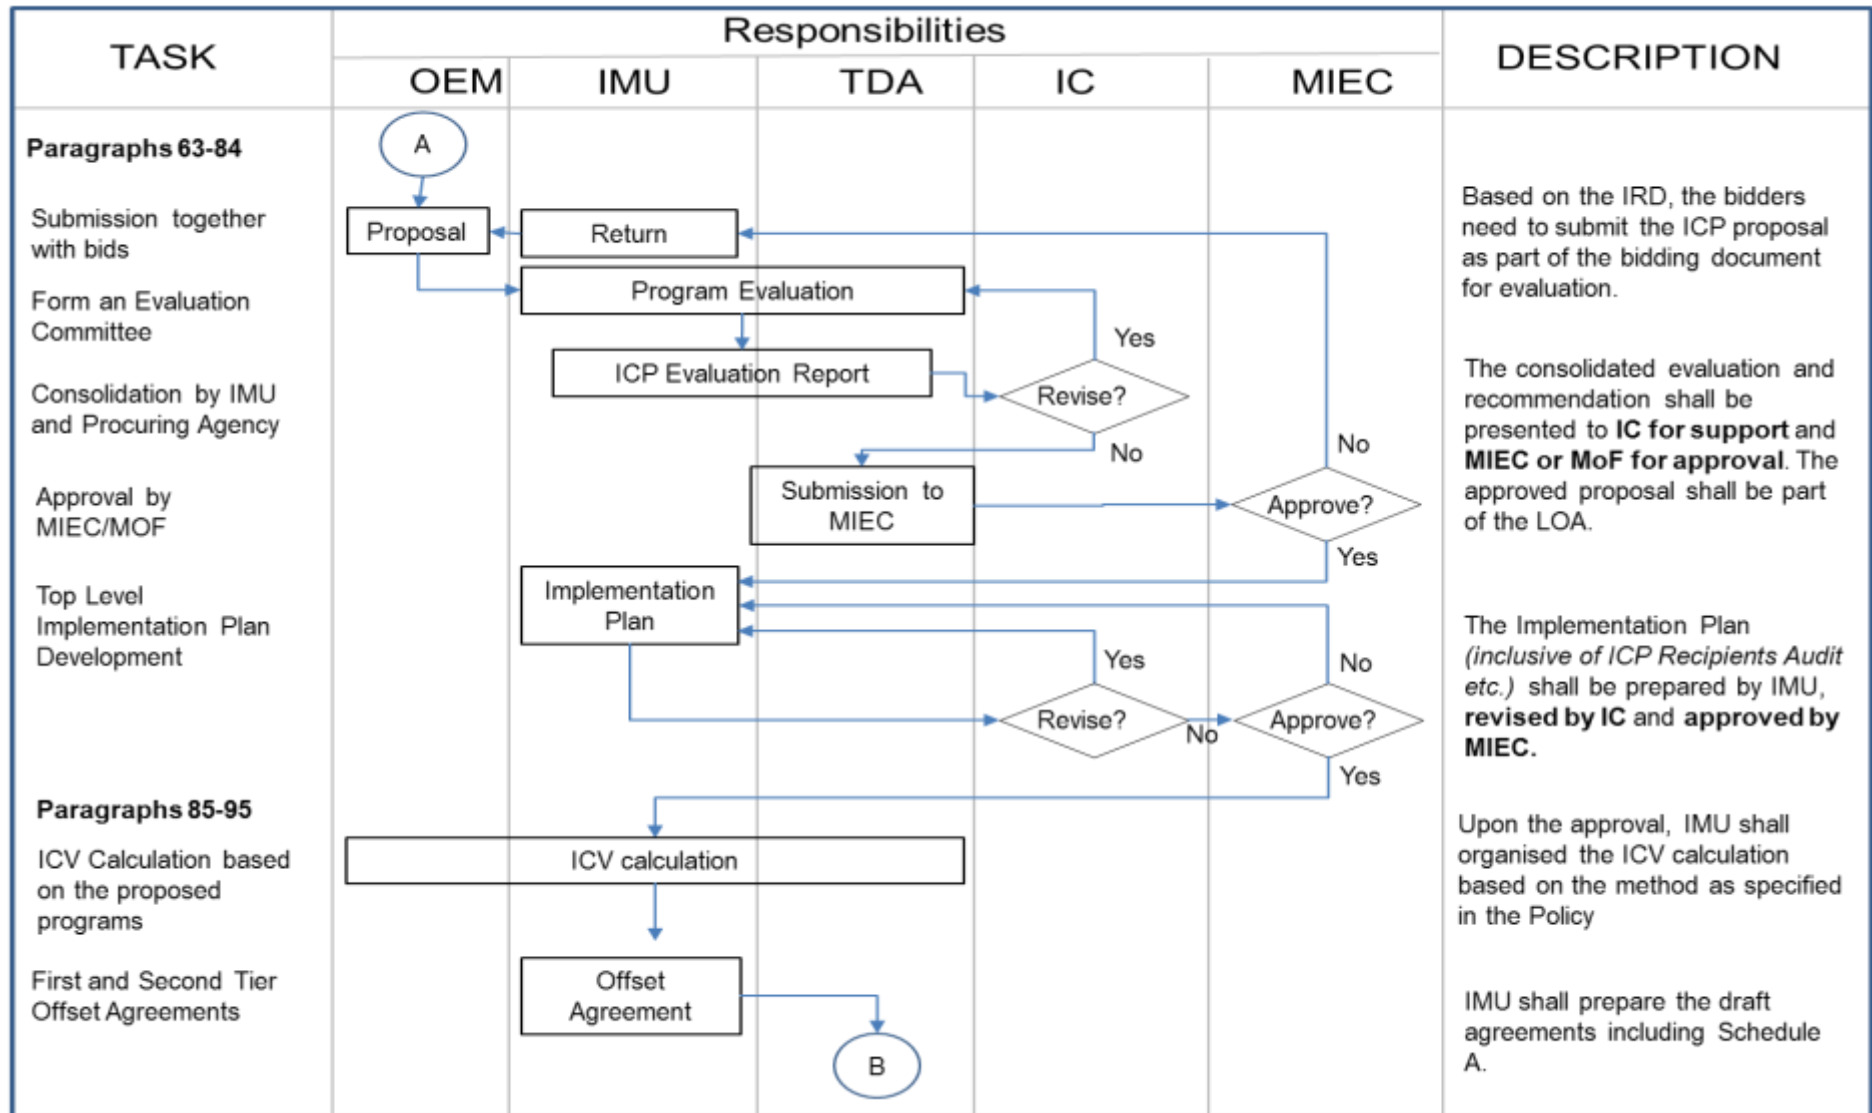 TASK
Responsibilities
DESCRIPTION
OEM
IMU
TDA
IC
MIEC
Paragraphs 63-84
Submission together
with bids
Form an Evaluation
Committee
Consolidation by IMU
and Procuring Agency
Approval by
MIEC/MOF
Top Level
Implementation Plan
Development
Paragraphs 85-95
ICV Calculation based
on the proposed
programs
First and Second Tier
Offset Agreements
A
Proposal
Return
Program Evaluation
Yes
ICP Evaluation Report
Revise?
No
No
Submission to
MIEC
Approve?
Yes
Implementation
Plan
Yes
No
Revise?
No
Approve?
Yes
ICV calculation
Offset
Agreement
B
Based on the IRD, the bidders
need to submit the ICP proposal
as part of the bidding document
for evaluation.
The consolidated evaluation and
recommendation shall be
presented to IC for support and
MIEC or MoF for approval. The
approved proposal shall be part
of the LOA.
The Implementation Plan
(inclusive of ICP Recipients Audit
etc.) shall be prepared by IMU,
revised by IC and approved by
MIEC.
Upon the approval, IMU shall
organised the ICV calculation
based on the method as specified
in the Policy
IMU shall prepare the draft
agreements including Schedule
A.